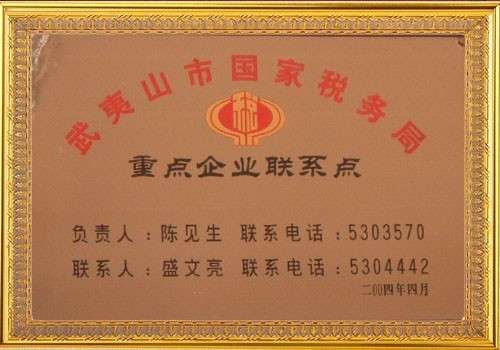 武夷山市国家税务局
重点企业联系点
负责人：陈见生 联系电话：5303570
联系人：盛文亮 联系电话：5304442
二00四年四月